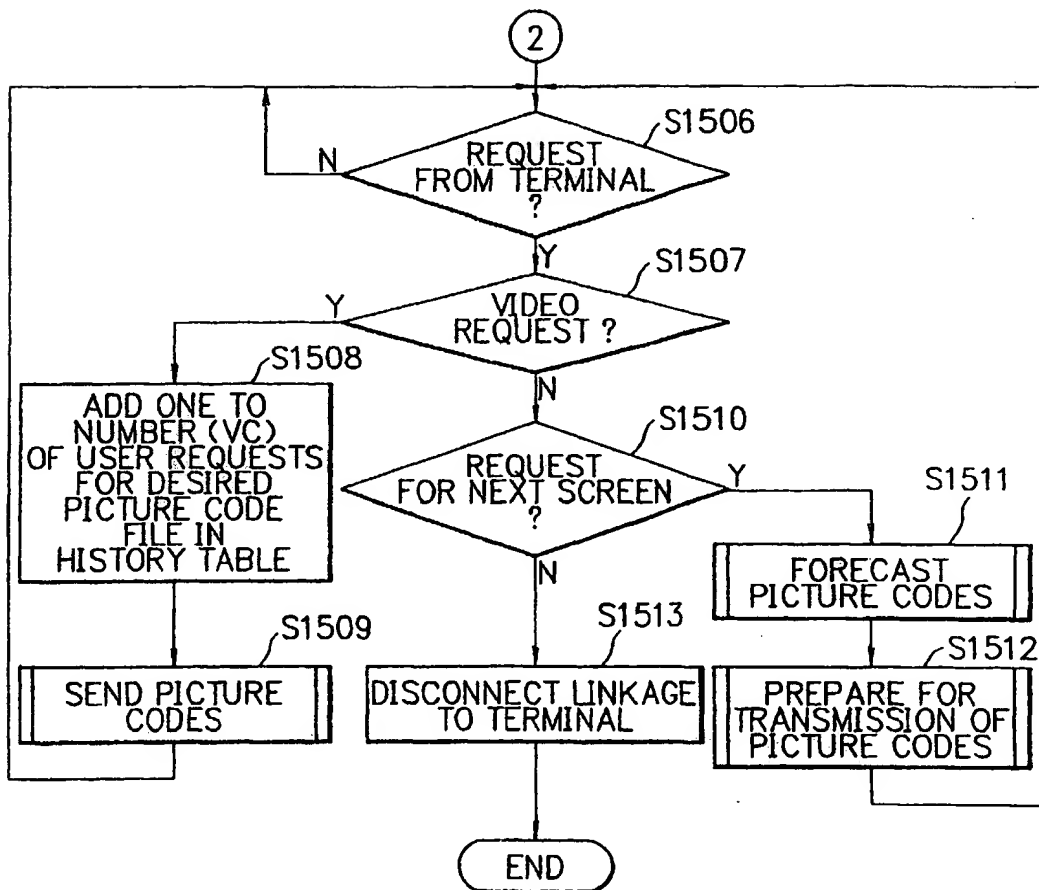 2
S1506
N
REQUEST
FROM TERMINAL
?
Y
S1507
Y
VIDEO
REQUEST ?
S1508
N
ADD ONE TO
NUMBER (VC)
OF USER REQUESTS
FOR DESIRED
PICTURE CODE
FILE IN
HISTORY TABLE
S1510
REQUEST
FOR NEXT SCREEN
?
Y
N
S1511
FORECAST
PICTURE CODES
S1509
SEND PICTURE
CODES
S1513
DISCONNECT LINKAGE
TO TERMINAL
S1512
PREPARE FOR
TRANSMISSION OF
PICTURE CODES
END